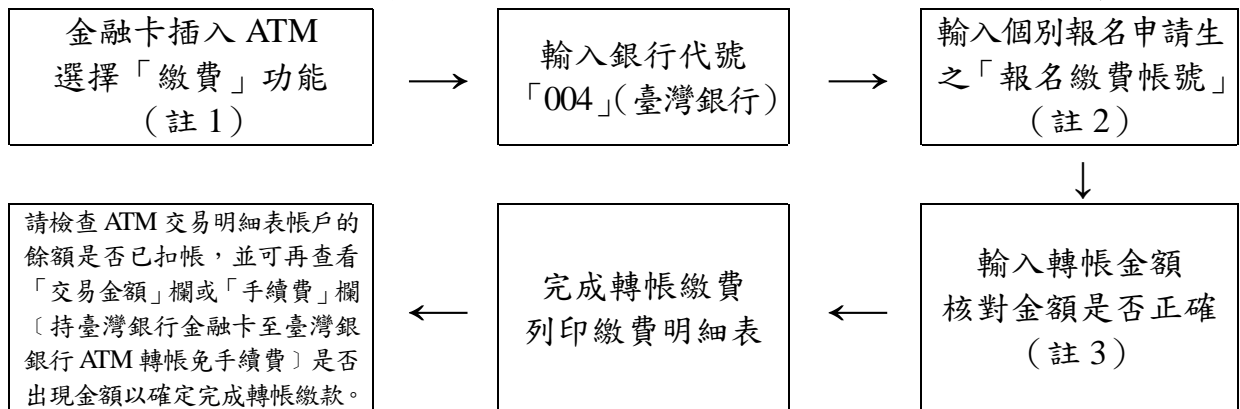 金融卡插入 ATM
選擇「繳費」功能
（註 1）
輸入銀行代號
「004」（臺灣銀行）
輸入個別報名申請生
之「報名繳費帳號」
（註 2）
輸入轉帳金額
核對金額是否正確
（註 3）
完成轉帳繳費
列印繳費明細表
請檢查 ATM 交易明細表帳戶的
餘額是否已扣帳，並可再查看
「交易金額」欄或「手續費」欄
〔持臺灣銀行金融卡至臺灣銀
銀行 ATM 轉帳免手續費〕是否
出現金額以確定完成轉帳繳款。